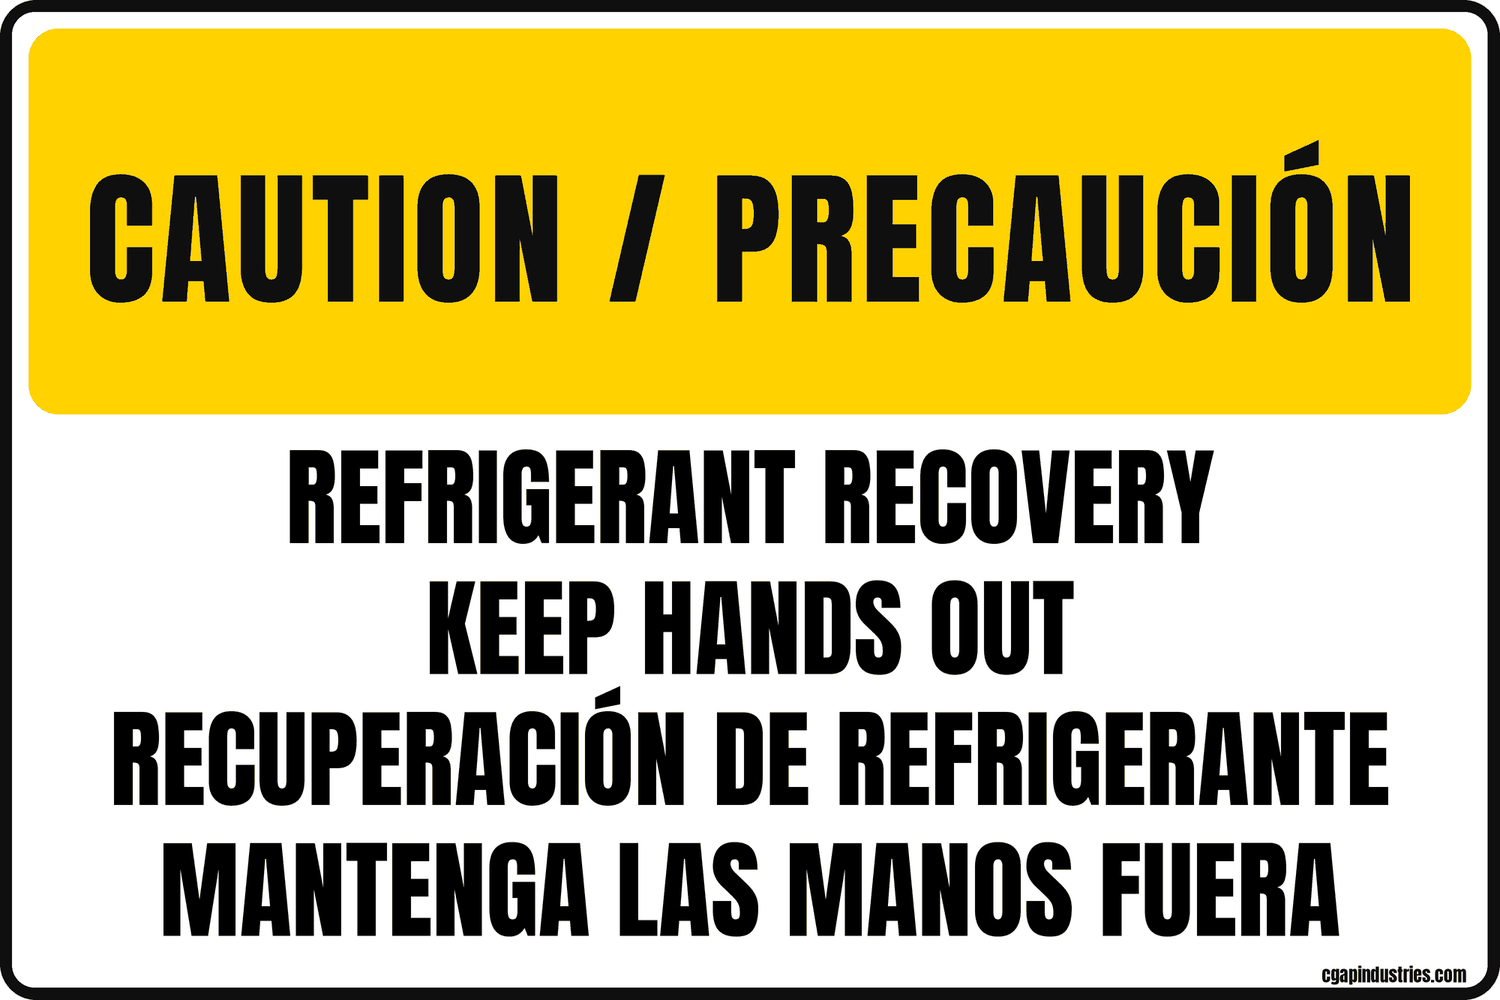 CAUTION / PRECAUCIÓN
REFRIGERANT RECOVERY
KEEP HANDS OUT
RECUPERACIÓN DE REFRIGERANTE
MANTENGA LAS MANOS FUERA
cgapindustries.com